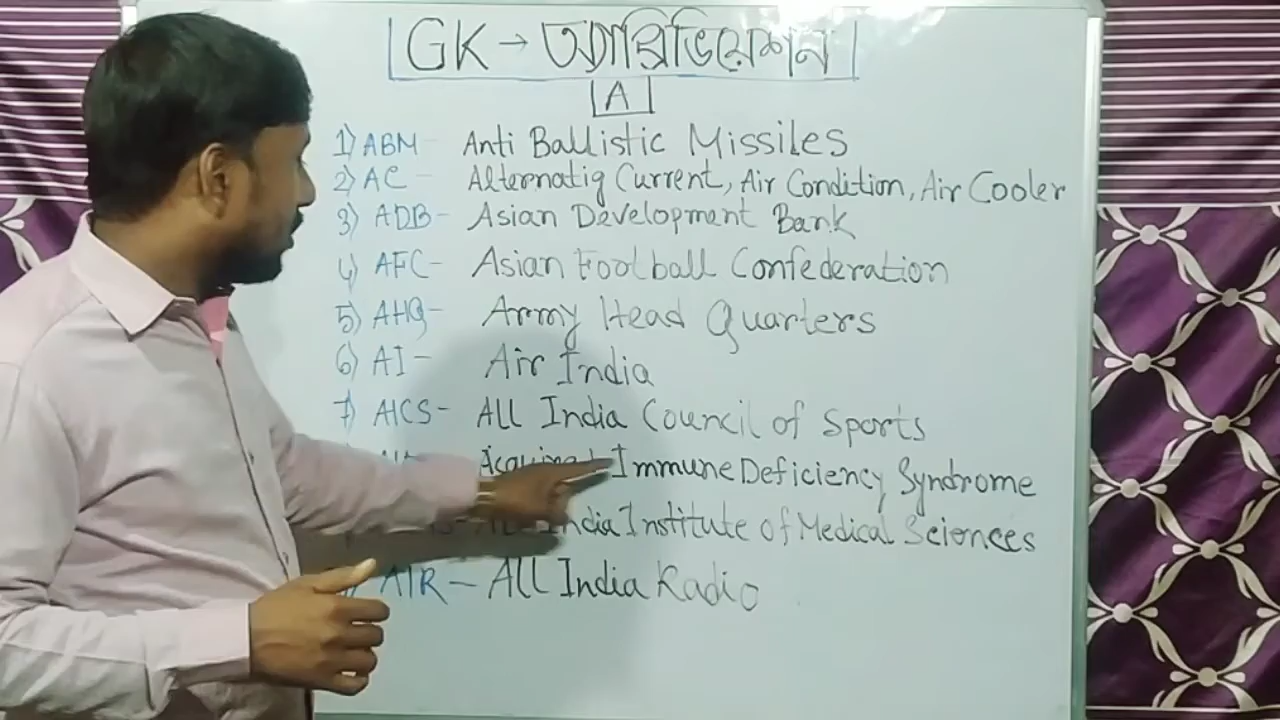 GK → অ্যাব্রিভিয়েশন
A
1) ABM - Anti Ballistic Missiles
2) AC - Alternatig Current, Air Condition, Air Cooler
3) ADB - Asian Development Bank
4) AFC - Asian Football Confederation
5) AHQ - Army Head Quarters
6) AI - Air India
7) AICS - All India Council of Sports
Immune Deficiency Syndrome
India Institute of Medical Sciences
AIR - All India Radio